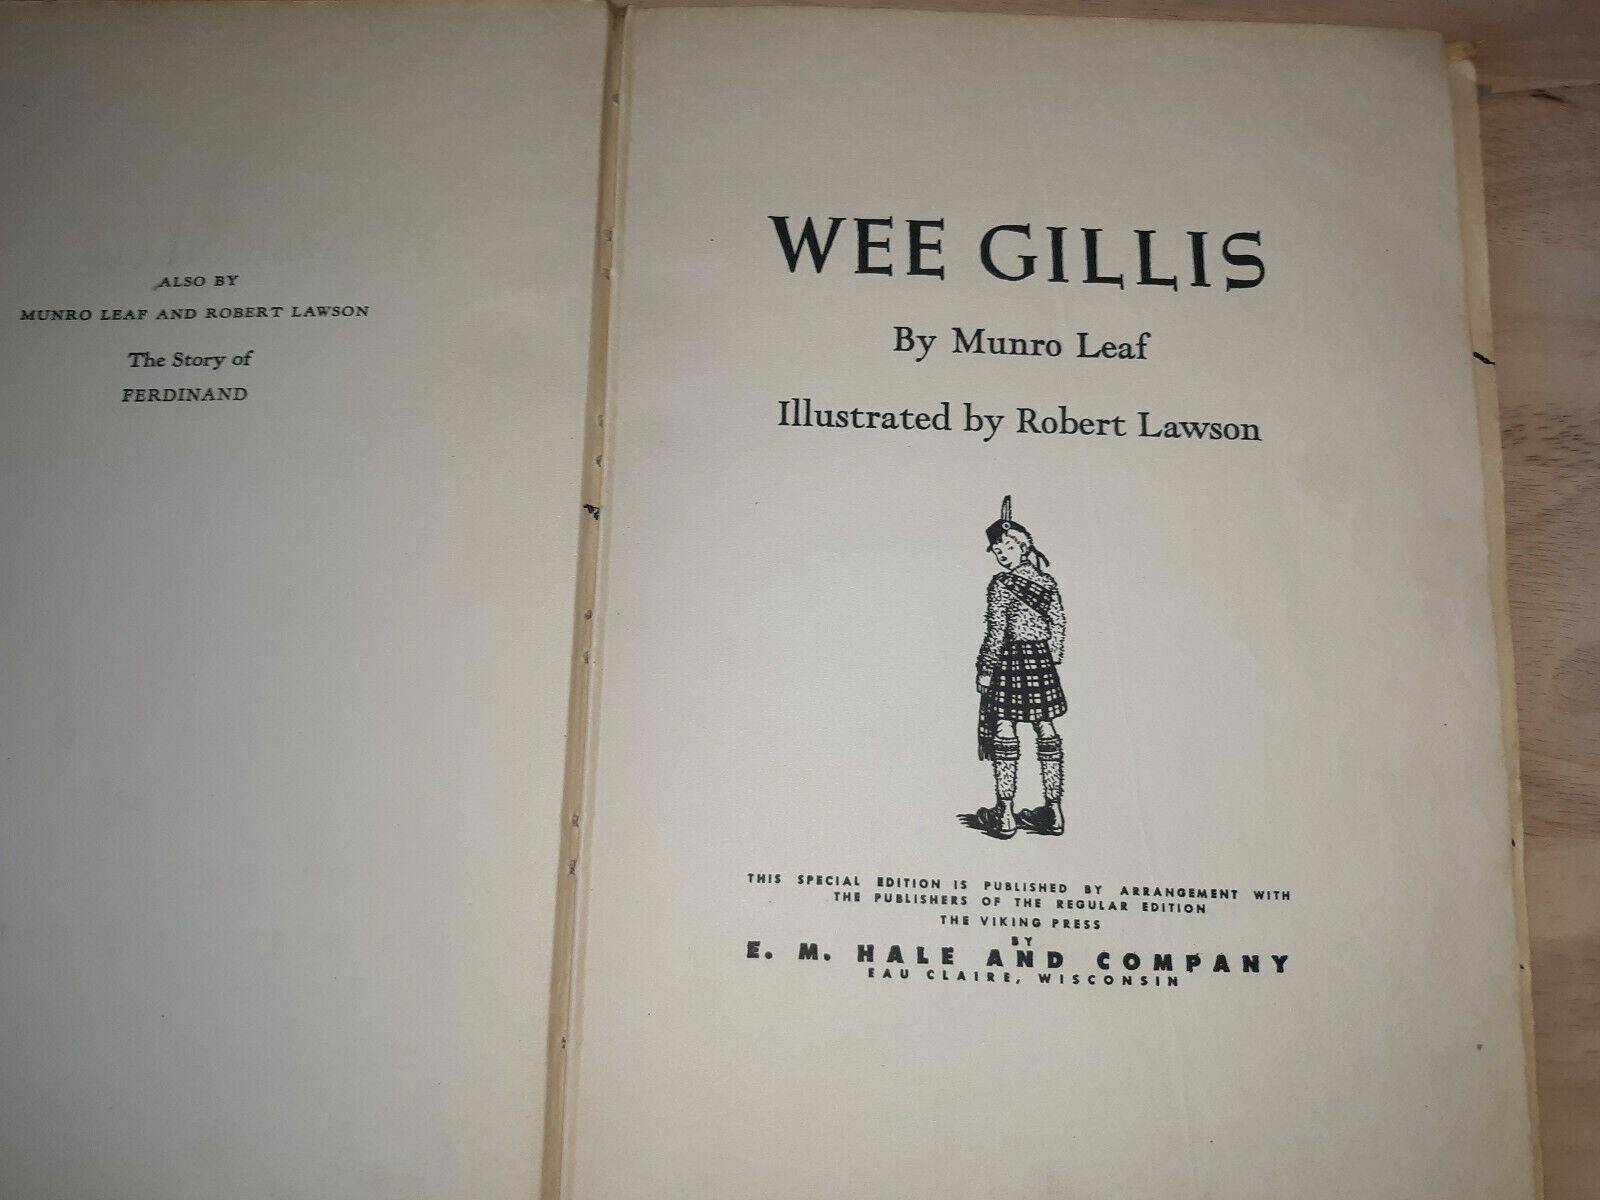 ALSO BY
MUNRO LEAF AND ROBERT LAWSON
The Story of
FERDINAND
WEE GILLIS
By Munro Leaf
Illustrated by Robert Lawson
THIS SPECIAL EDITION IS PUBLISHED BY ARRANGEMENT WITH
THE PUBLISHERS OF THE REGULAR EDITION
THE VIKING PRESS
BY
E. M. HALE AND COMPANY
EAU CLAIRE, WISCONSIN